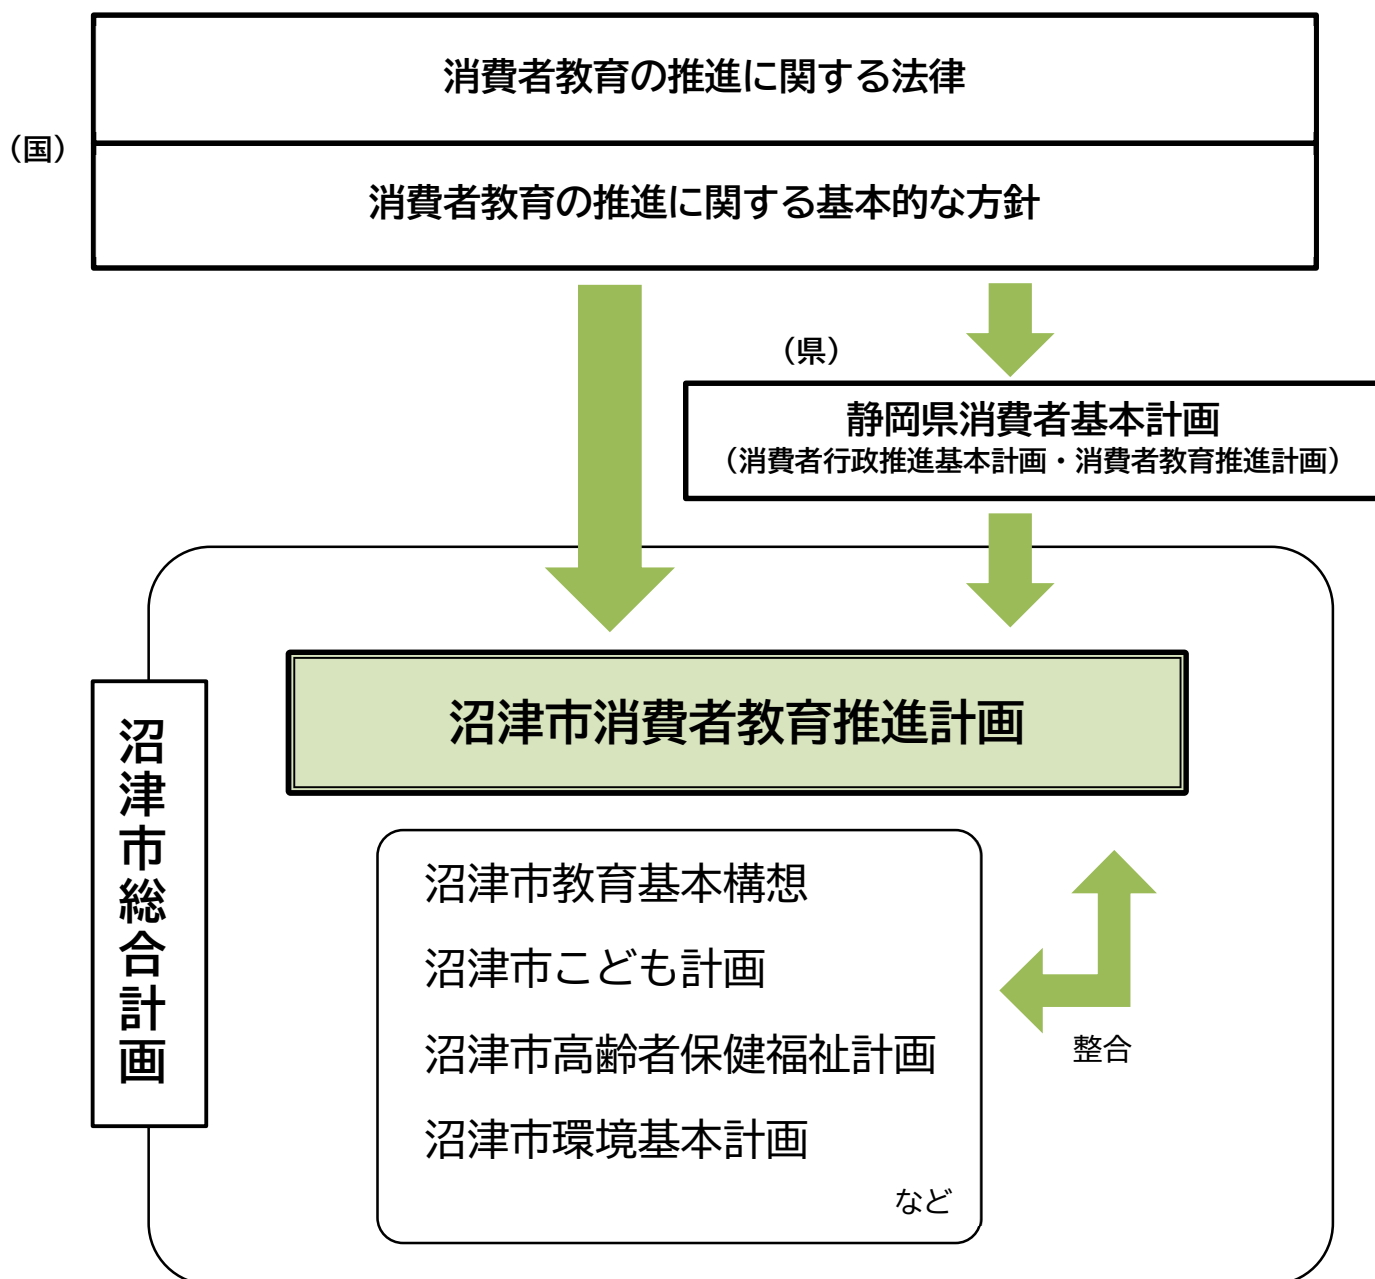 消費者教育の推進に関する法律
（国）
消費者教育の推進に関する基本的な方針
（県）
静岡県消費者基本計画
（消費者行政推進基本計画・消費者教育推進計画）
沼津市消費者教育推進計画
沼津市総合計画
沼津市教育基本構想
沼津市こども計画
沼津市高齢者保健福祉計画
沼津市環境基本計画
など
整合